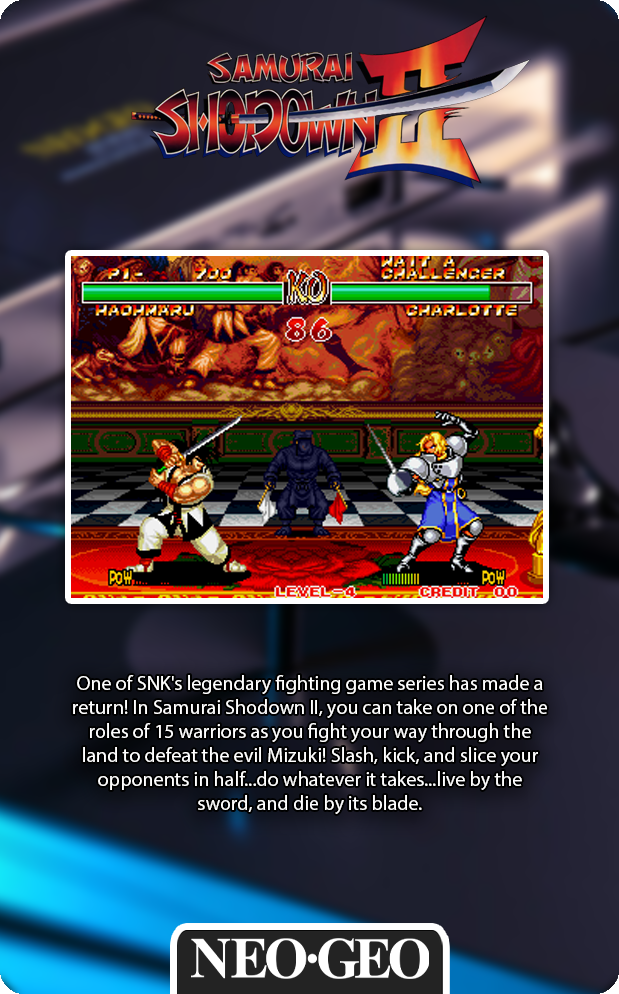 SAMURAI
SHODOWN II
P1- 700
WAIT A
CHALLENGER
KO
HAOHMARU
CHARLOTTE
86
POW
POW
LEVEL-4
CREDIT 00
One of SNK's legendary fighting game series has made a
return! In Samurai Shodown II, you can take on one of the
roles of 15 warriors as you fight your way through the
land to defeat the evil Mizuki! Slash, kick, and slice your
opponents in half...do whatever it takes...live by the
sword, and die by its blade.
NEO•GEO